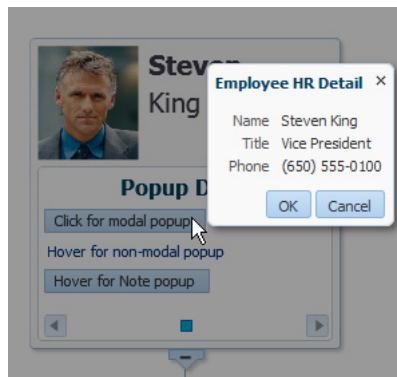 Steven
King
Employee HR Detail ×
Name Steven King
Title Vice President
Phone (650) 555-0100
OK Cancel
Popup D
Click for modal popup
Hover for non-modal popup
Hover for Note popup